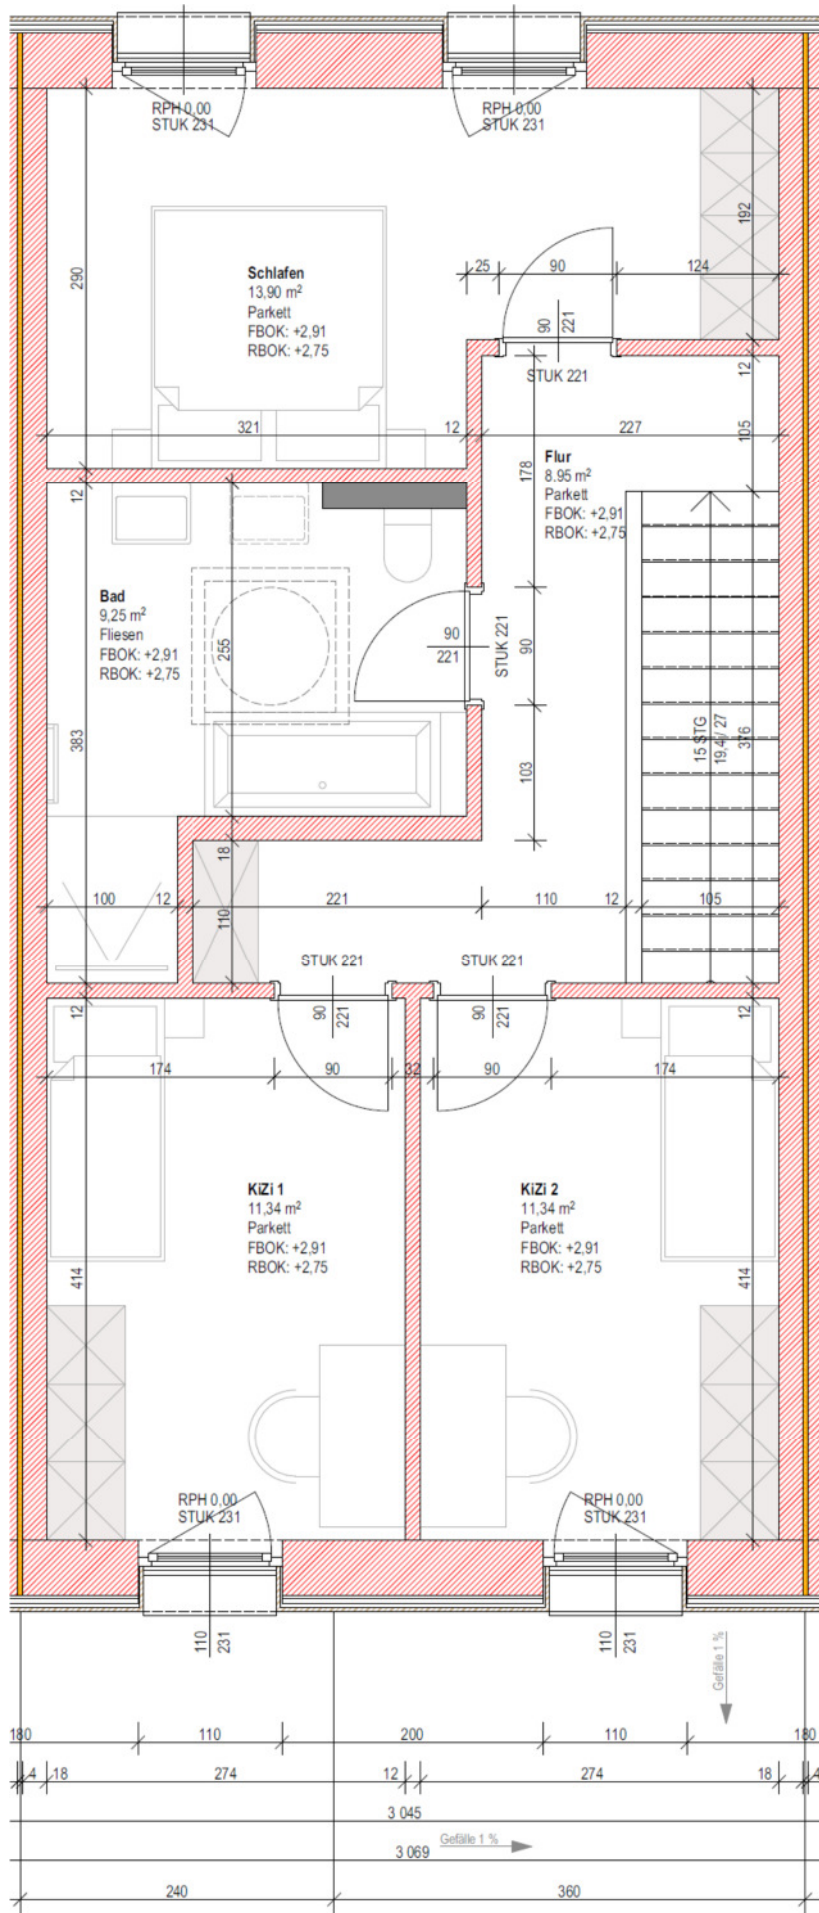 RPH 0,00
STUK 231
RPH 0,00
STUK 231
192
290
Schlafen
13,90 m²
Parkett
FBOK: +2,91
RBOK: +2,75
25
90
124
90
221
STUK 221
12
321
12
227
105
178
Flur
8.95 m²
Parkett
FBOK: +2,91
RBOK: +2,75
12
Bad
9,25 m²
Fliesen
FBOK: +2,91
RBOK: +2,75
255
90
221
STUK 221
90
383
15 STG
19,4 / 27
376
103
18
100
12
110
221
110
12
105
STUK 221
STUK 221
12
90
221
90
221
12
174
90
32
90
174
KiZi 1
11,34 m²
Parkett
FBOK: +2,91
RBOK: +2,75
KiZi 2
11,34 m²
Parkett
FBOK: +2,91
RBOK: +2,75
414
414
RPH 0,00
STUK 231
RPH 0,00
STUK 231
110
231
110
231
Gefälle 1 %
180
110
200
110
180
4
18
274
12
274
18
4
3 045
Gefälle 1 %
3 069
240
360